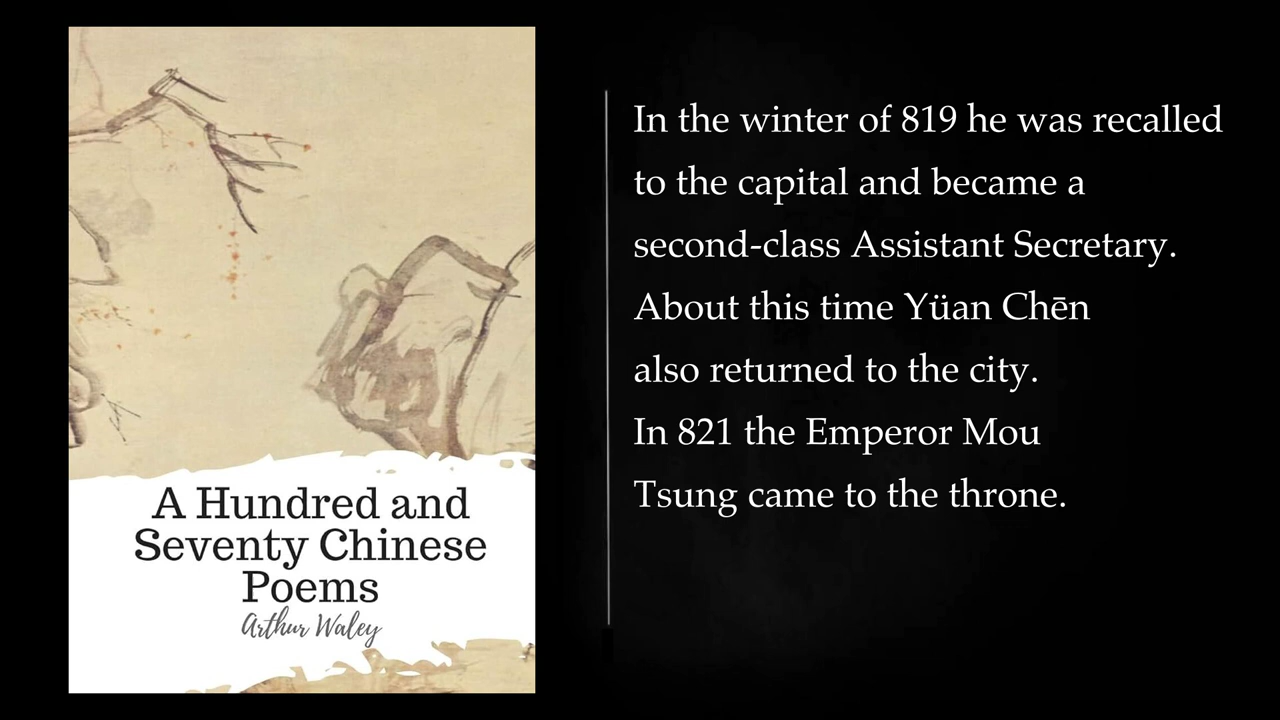 A Hundred and
Seventy Chinese
Poems
Arthur Waley
In the winter of 819 he was recalled
to the capital and became a
second-class Assistant Secretary.
About this time Yüan Chēn
also returned to the city.
In 821 the Emperor Mou
Tsung came to the throne.